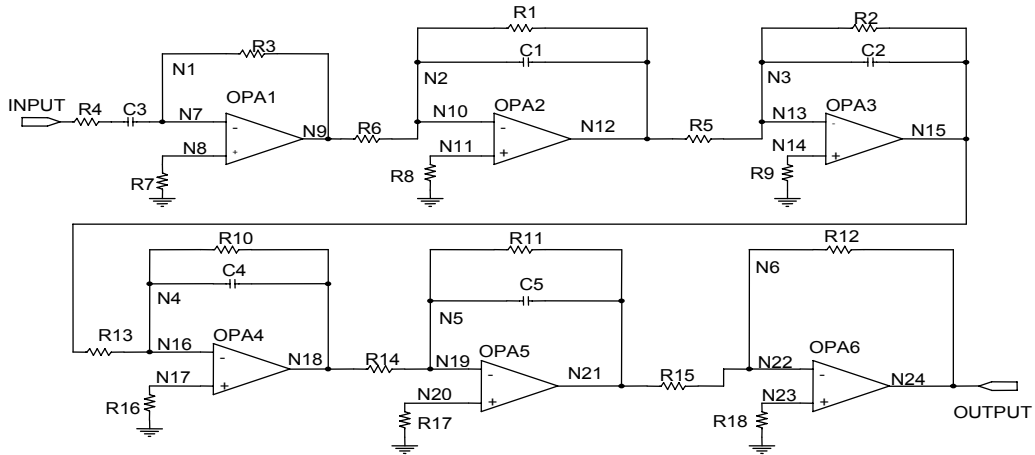 R1
R2
R3
C1
C2
N1
N2
N3
INPUT
R4
C3
OPA1
OPA2
OPA3
N7
N10
N13
N9
R6
N12
R5
N15
N8
N11
N14
R7
R8
R9
R10
R11
R12
C4
C5
N4
N5
N6
R13
N16
OPA4
N18
R14
N19
OPA5
N21
R15
N22
OPA6
N24
N17
N20
N23
R16
R17
R18
OUTPUT